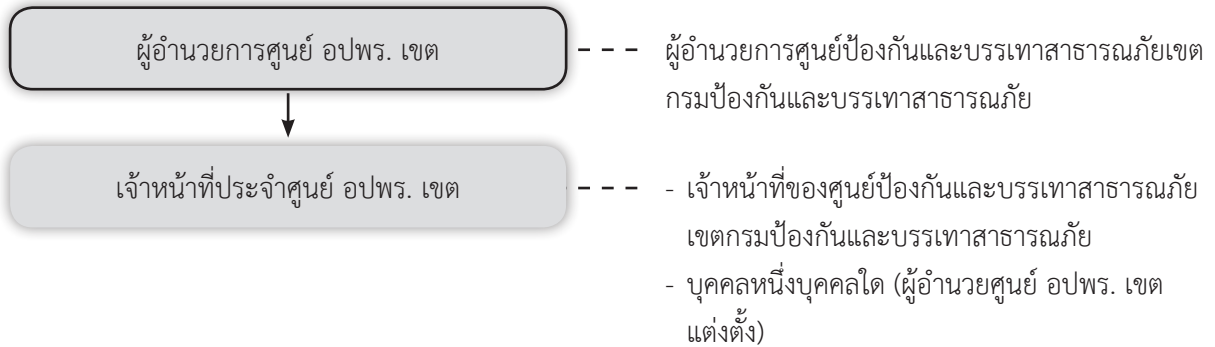 ผู้อำนวยการศูนย์ อปพร. เขต
ผู้อำนวยการศูนย์ป้องกันและบรรเทาสาธารณภัยเขต
กรมป้องกันและบรรเทาสาธารณภัย
เจ้าหน้าที่ประจำศูนย์ อปพร. เขต
- เจ้าหน้าที่ของศูนย์ป้องกันและบรรเทาสาธารณภัย
เขตกรมป้องกันและบรรเทาสาธารณภัย
- บุคคลหนึ่งบุคคลใด (ผู้อำนวยศูนย์ อปพร. เขต
แต่งตั้ง)